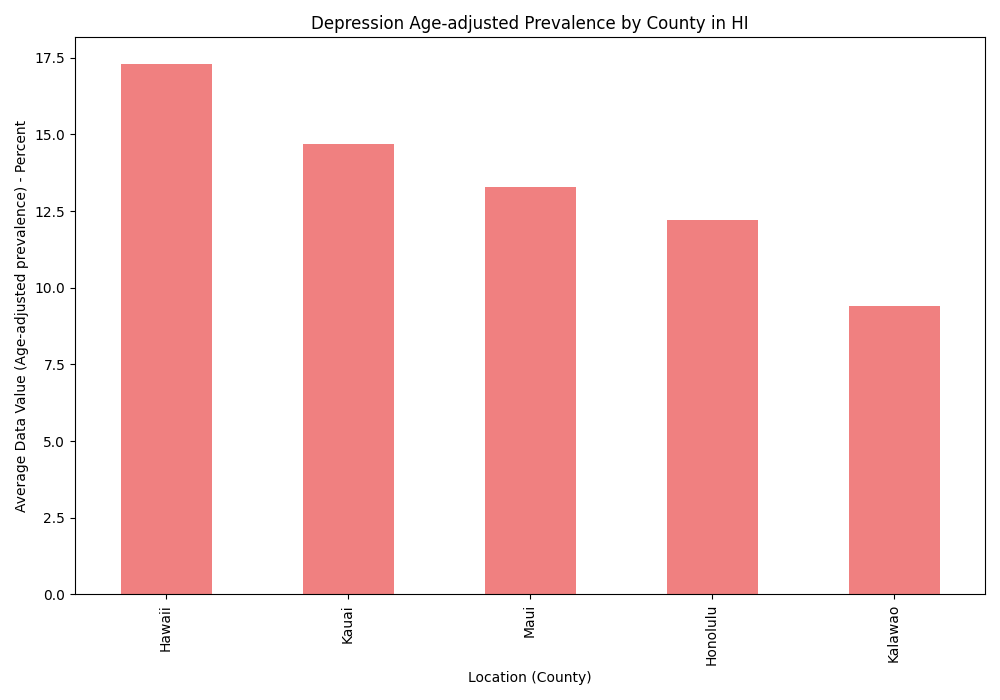 Depression Age-adjusted Prevalence by County in HI
Average Data Value (Age-adjusted prevalence) - Percent
17.5
15.0
12.5
10.0
7.5
5.0
2.5
0.0
Hawaii
Kauai
Maui
Honolulu
Kalawao
Location (County)